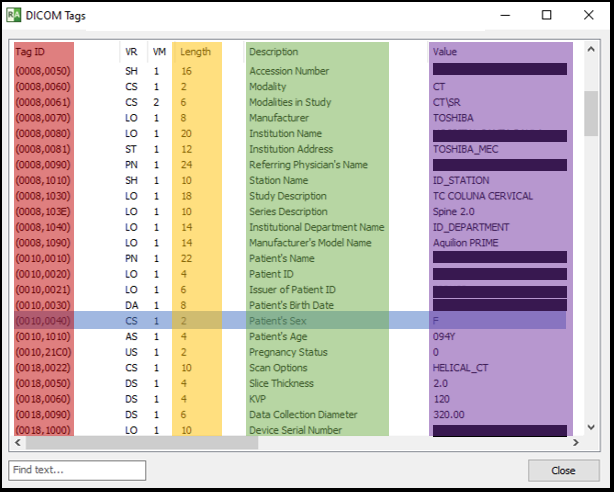 RA DICOM Tags
Tag ID VR VM Length Description Value
(0008,0050) SH 1 16 Accession Number
(0008,0060) CS 1 2 Modality CT
(0008,0061) CS 2 6 Modalities in Study CT\SR
(0008,0070) LO 1 8 Manufacturer TOSHIBA
(0008,0080) LO 1 20 Institution Name
(0008,0081) ST 1 12 Institution Address TOSHIBA_MEC
(0008,0090) PN 1 24 Referring Physician's Name
(0008,1010) SH 1 10 Station Name ID_STATION
(0008,1030) LO 1 18 Study Description TC COLUNA CERVICAL
(0008,103E) LO 1 10 Series Description Spine 2.0
(0008,1040) LO 1 14 Institutional Department Name ID_DEPARTMENT
(0008,1090) LO 1 14 Manufacturer's Model Name Aquilion PRIME
(0010,0010) PN 1 22 Patient's Name
(0010,0020) LO 1 4 Patient ID
(0010,0021) LO 1 6 Issuer of Patient ID
(0010,0030) DA 1 8 Patient's Birth Date
(0010,0040) CS 1 2 Patient's Sex F
(0010,1010) AS 1 4 Patient's Age 094Y
(0010,21C0) US 1 2 Pregnancy Status 0
(0018,0022) CS 1 10 Scan Options HELICAL_CT
(0018,0050) DS 1 4 Slice Thickness 2.0
(0018,0060) DS 1 4 KVP 120
(0018,0090) DS 1 6 Data Collection Diameter 320.00
(0018,1000) LO 1 10 Device Serial Number
Find text... Close